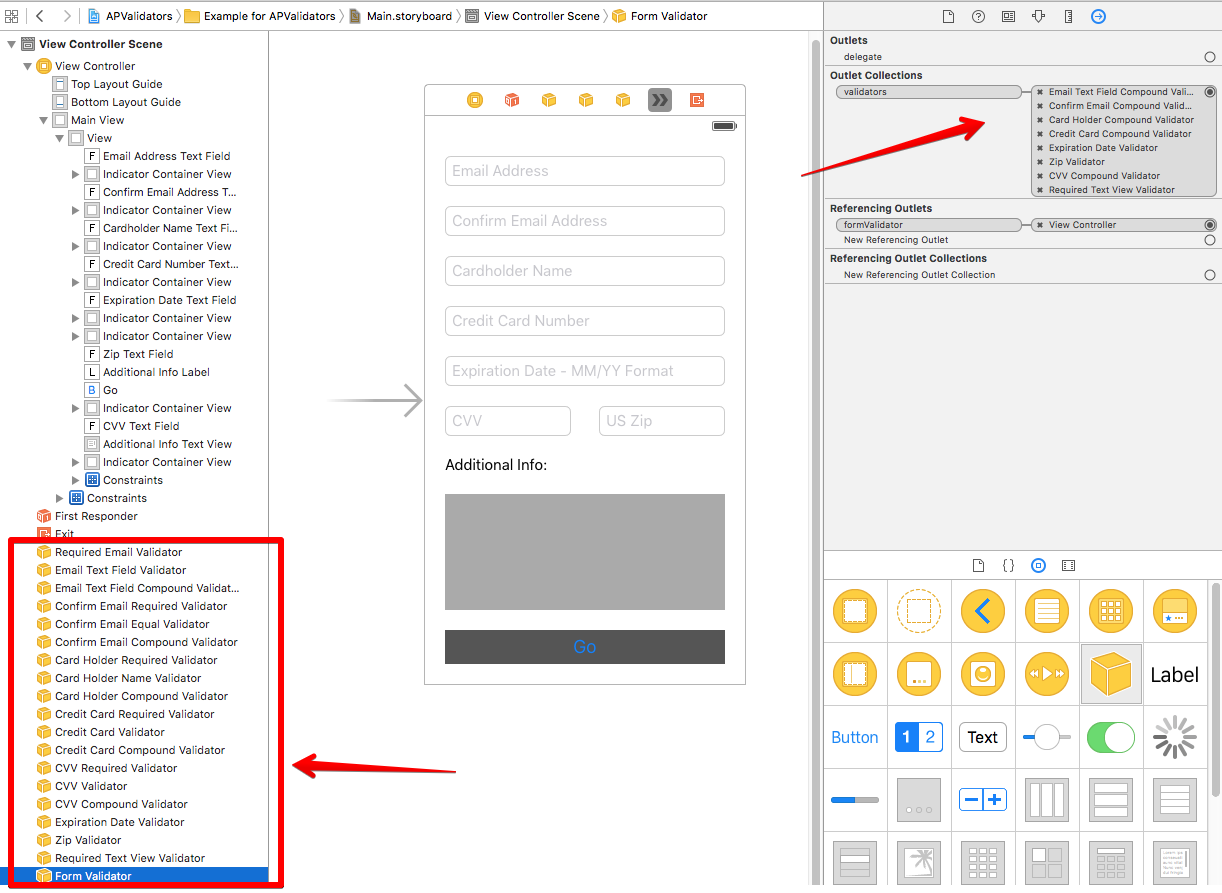 APValidators
Example for APValidators
Main.storyboard
View Controller Scene
Form Validator
View Controller Scene
View Controller
Top Layout Guide
Bottom Layout Guide
Main View
View
F Email Address Text Field
Indicator Container View
F Confirm Email Address T...
Indicator Container View
F Cardholder Name Text Fi...
Indicator Container View
F Credit Card Number Text...
Indicator Container View
F Expiration Date Text Field
Indicator Container View
Indicator Container View
F Zip Text Field
L Additional Info Label
B Go
Indicator Container View
F CVV Text Field
Additional Info Text View
Indicator Container View
Constraints
Constraints
First Responder
Exit
Required Email Validator
Email Text Field Validator
Email Text Field Compound Validat...
Confirm Email Required Validator
Confirm Email Equal Validator
Confirm Email Compound Validator
Card Holder Required Validator
Card Holder Name Validator
Card Holder Compound Validator
Credit Card Required Validator
Credit Card Validator
Credit Card Compound Validator
CVV Required Validator
CVV Validator
CVV Compound Validator
Expiration Date Validator
Zip Validator
Required Text View Validator
Form Validator
Email Address
Confirm Email Address
Cardholder Name
Credit Card Number
Expiration Date - MM/YY Format
CVV
US Zip
Additional Info:
Go
Outlets
delegate
Outlet Collections
validators
Email Text Field Compound Vali...
Confirm Email Compound Valid...
Card Holder Compound Validator
Credit Card Compound Validator
Expiration Date Validator
Zip Validator
CVV Compound Validator
Required Text View Validator
Referencing Outlets
formValidator
View Controller
New Referencing Outlet
Referencing Outlet Collections
New Referencing Outlet Collection
{}
Label
Button
1 2
Text